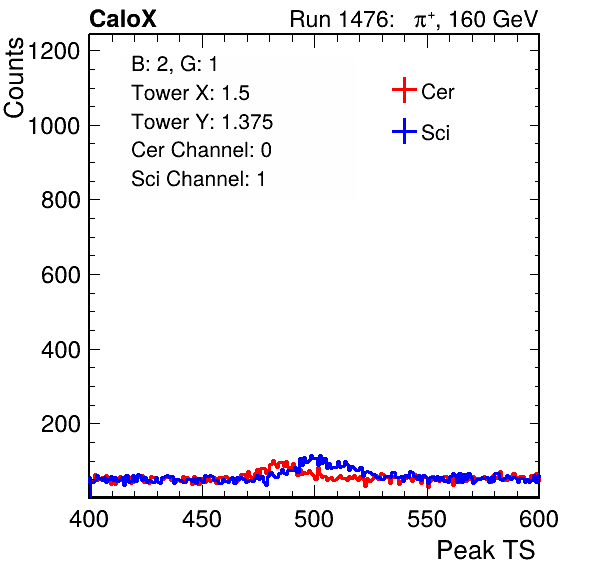 CaloX Run 1476: π⁺, 160 GeV
Counts
1200
1000
800
600
400
200
B: 2, G: 1
Tower X: 1.5
Tower Y: 1.375
Cer Channel: 0
Sci Channel: 1
Cer
Sci
400 450 500 550 600
Peak TS